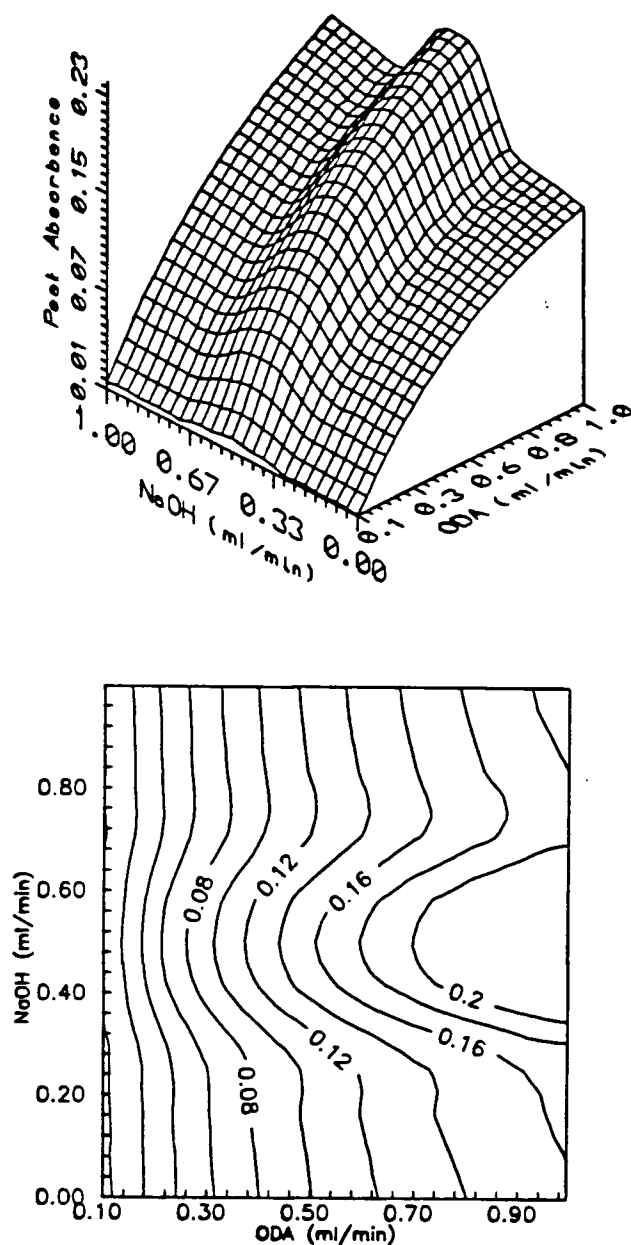 Peak Absorbence
-0.01 0.07 0.15 0.23
1.00 0.67 0.33 0.00
NaOH (ml/min)
0.1 0.3 0.6 0.8 1.0
ODA (ml/min)
NaOH (ml/min)
0.80
0.60
0.40
0.20
0.00
0.08
0.12
0.16
0.2
0.16
0.12
0.08
0.10 0.30 0.50 0.70 0.90
ODA (ml/min)